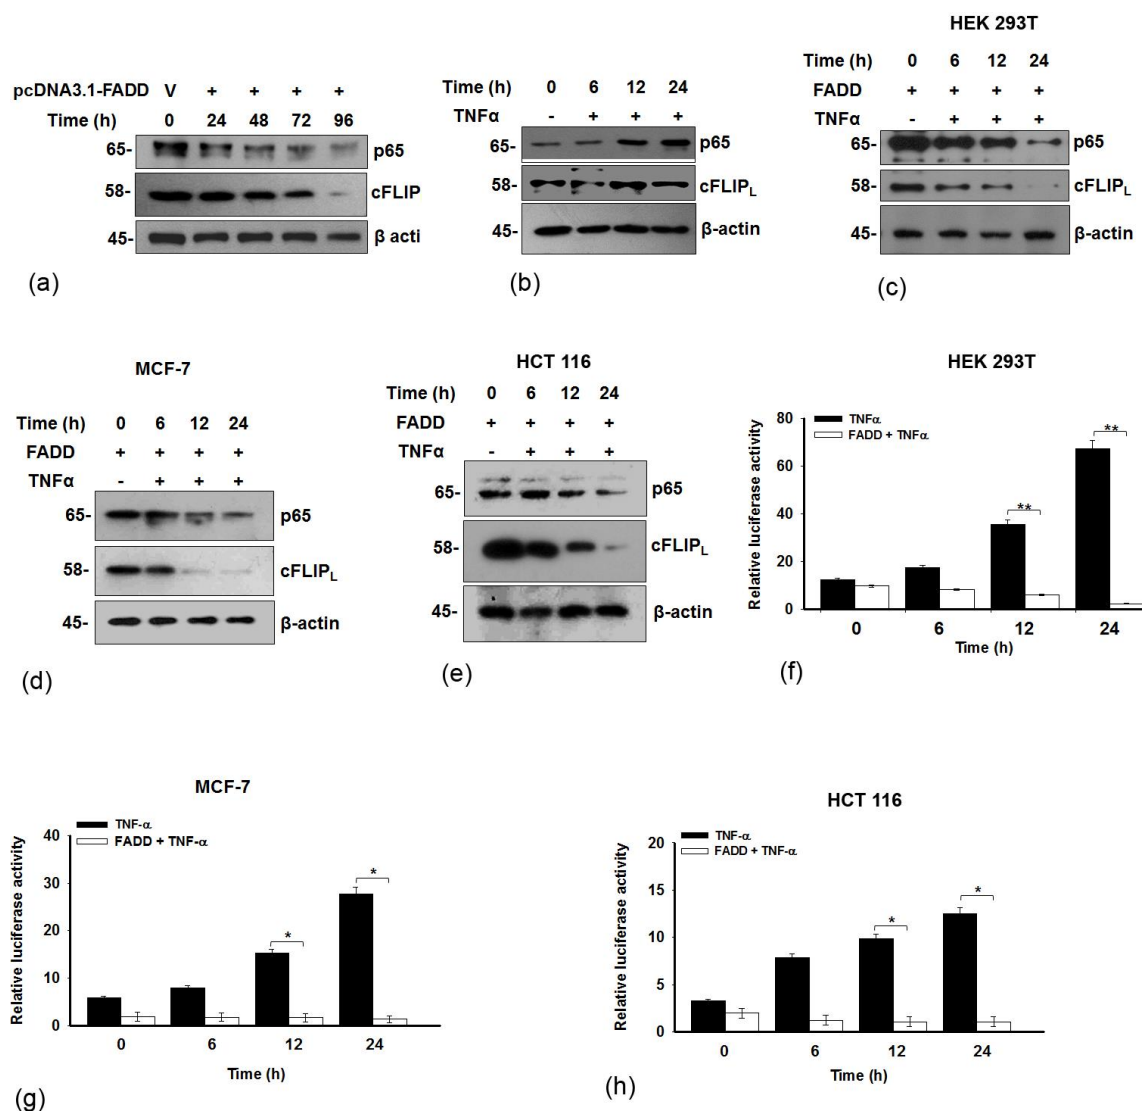 pcDNA3.1-FADD V + + + +
Time (h) 0 24 48 72 96
65- p65
58- cFLIP
45- β acti
(a)
Time (h) 0 6 12 24
TNFα - + + +
65- p65
58- cFLIPL
45- β-actin
(b)
HEK 293T
Time (h) 0 6 12 24
FADD + + + +
TNFα - + + +
65- p65
58- cFLIPL
45- β-actin
(c)
MCF-7
Time (h) 0 6 12 24
FADD + + + +
TNFα - + + +
65- p65
58- cFLIPL
45- β-actin
(d)
HCT 116
Time (h) 0 6 12 24
FADD + + + +
TNFα - + + +
65- p65
58- cFLIPL
45- β-actin
(e)
HEK 293T
Relative luciferase activity
80
60
40
20
0
TNFα
FADD + TNFα
**
**
0 6 12 24
Time (h)
(f)
MCF-7
Relative luciferase activity
40
30
20
10
0
TNF-α
FADD + TNF-α
*
*
0 6 12 24
Time (h)
(g)
HCT 116
Relative luciferase activity
20
15
10
5
0
TNF-α
FADD + TNF-α
*
*
0 6 12 24
Time (h)
(h)